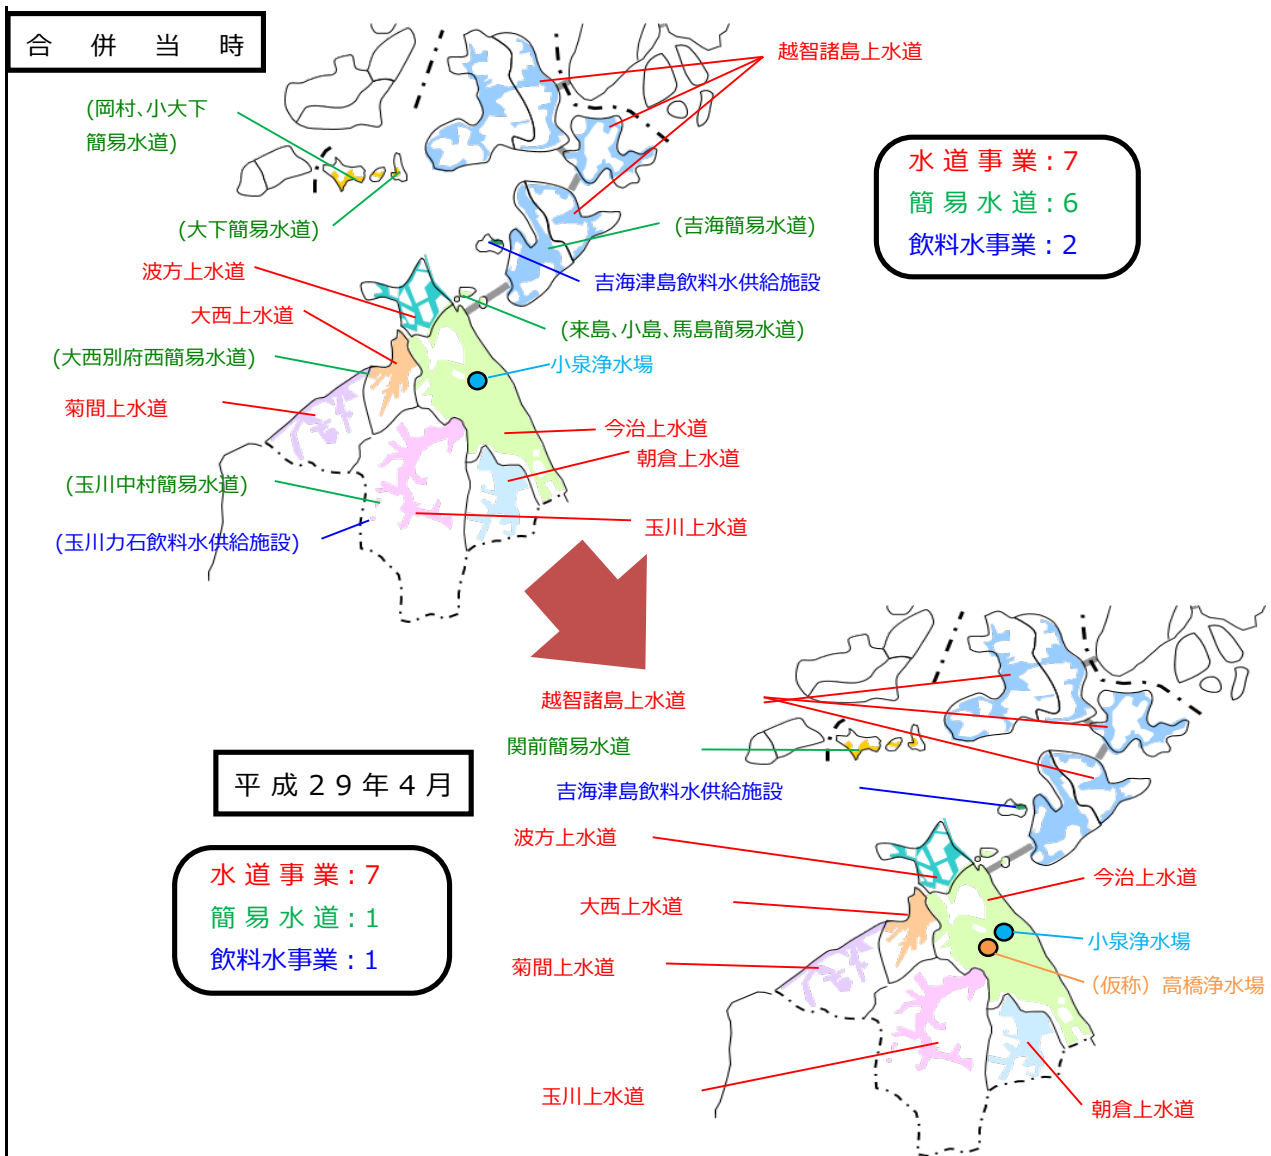 合併当時
越智諸島上水道
(岡村、小大下
簡易水道)
水道事業：7
簡易水道：6
飲料水事業：2
(大下簡易水道)
(吉海簡易水道)
波方上水道
吉海津島飲料水供給施設
大西上水道
(来島、小島、馬島簡易水道)
(大西別府西簡易水道)
小泉浄水場
菊間上水道
今治上水道
朝倉上水道
(玉川中村簡易水道)
玉川上水道
(玉川力石飲料水供給施設)
越智諸島上水道
関前簡易水道
平成29年4月
吉海津島飲料水供給施設
波方上水道
水道事業：7
簡易水道：1
飲料水事業：1
今治上水道
大西上水道
小泉浄水場
菊間上水道
（仮称）高橋浄水場
玉川上水道
朝倉上水道